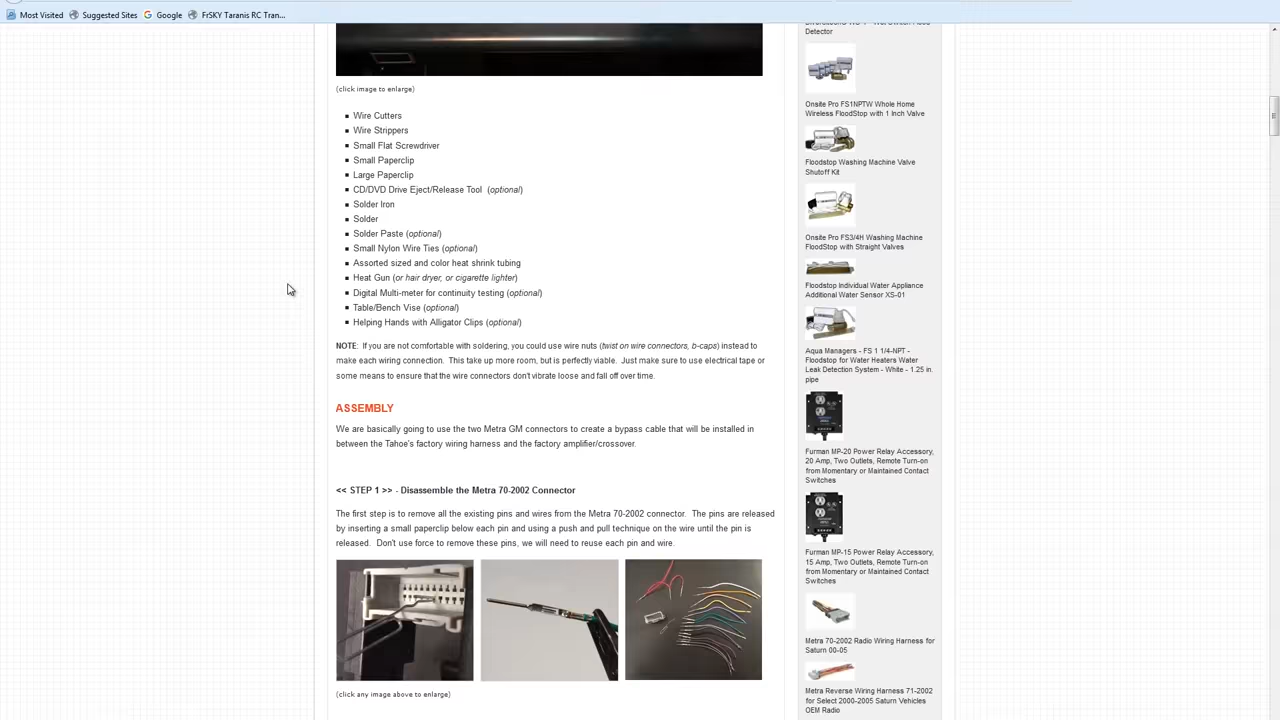 Most Visited Suggested Sites Google FrSKY Taranis RC Tran...
(click image to enlarge)
Wire Cutters
Wire Strippers
Small Flat Screwdriver
Small Paperclip
Large Paperclip
CD/DVD Drive Eject/Release Tool (optional)
Solder Iron
Solder
Solder Paste (optional)
Small Nylon Wire Ties (optional)
Assorted sized and color heat shrink tubing
Heat Gun (or hair dryer, or cigarette lighter)
Digital Multi-meter for continuity testing (optional)
Table/Bench Vise (optional)
Helping Hands with Alligator Clips (optional)
NOTE: If you are not comfortable with soldering, you could use wire nuts (twist on wire connectors, b-caps) instead to
make each wiring connection. This take up more room, but is perfectly viable. Just make sure to use electrical tape or
some means to ensure that the wire connectors don't vibrate loose and fall off over time.
ASSEMBLY
We are basically going to use the two Metra GM connectors to create a bypass cable that will be installed in
between the Tahoe's factory wiring harness and the factory amplifier/crossover.
<< STEP 1 >> - Disassemble the Metra 70-2002 Connector
The first step is to remove all the existing pins and wires from the Metra 70-2002 connector. The pins are released
by inserting a small paperclip below each pin and using a push and pull technique on the wire until the pin is
released. Don't use force to remove these pins, we will need to reuse each pin and wire.
(click any image above to enlarge)
Detector
Onsite Pro FS1NPTW Whole Home
Wireless FloodStop with 1 Inch Valve
Floodstop Washing Machine Valve
Shutoff Kit
Onsite Pro FS3/4H Washing Machine
FloodStop with Straight Valves
Floodstop Individual Water Appliance
Additional Water Sensor XS-01
Aqua Managers - FS 1 1/4-NPT -
Floodstop for Water Heaters Water
Leak Detection System - White - 1.25 in.
pipe
Furman MP-20 Power Relay Accessory,
20 Amp, Two Outlets, Remote Turn-on
from Momentary or Maintained Contact
Switches
Furman MP-15 Power Relay Accessory,
15 Amp, Two Outlets, Remote Turn-on
from Momentary or Maintained Contact
Switches
Metra 70-2002 Radio Wiring Harness for
Saturn 00-05
Metra Reverse Wiring Harness 71-2002
for Select 2000-2005 Saturn Vehicles
OEM Radio